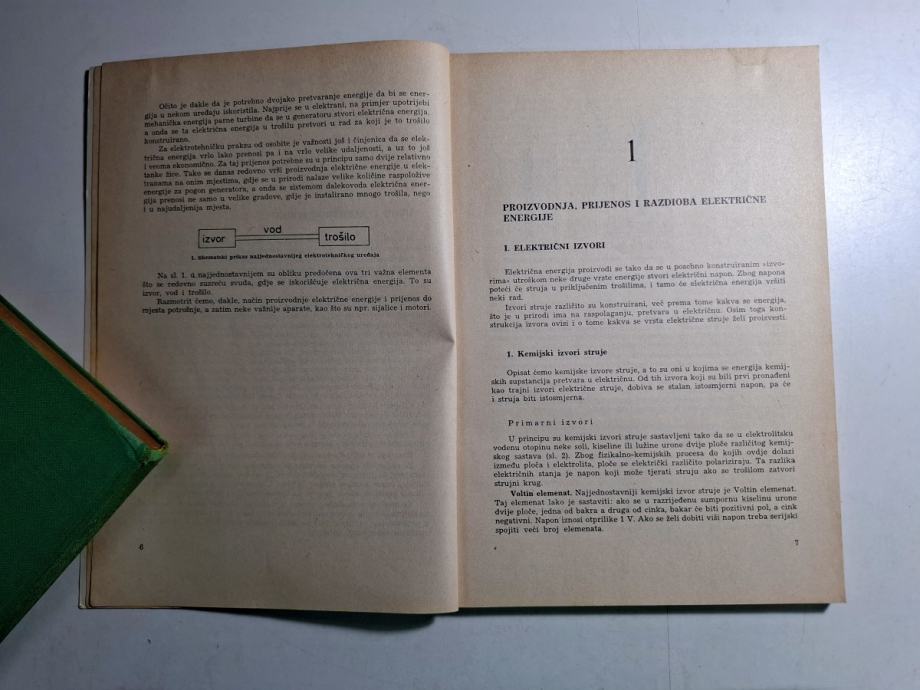 Očito je dakle da je potrebno dvojako pretvaranje energije da bi se ener-
gija u nekom uređaju iskoristila. Najprije se u elektrani, na primjer upotrijebi
mehanička energija parne turbine da se u generatoru stvori električna energija,
a onda se ta električna energija u trošilu pretvori u rad za koji je to trošilo
konstruirano.
Za elektrotehničku praksu od osobite je važnosti još i činjenica da se elek-
trična energija vrlo lako prenosi pa i na vrlo velike udaljenosti, a uz to još
i veoma ekonomično. Za taj prijenos potrebne su u principu samo dvije relativno
tanke žice. Tako se danas redovno vrši proizvodnja električne energije u elek-
tranama na onim mjestima, gdje se u prirodi nalaze velike količine raspoložive
energije za pogon generatora, a onda se sistemom dalekovoda električna ener-
gija prenosi ne samo u velike gradove, gdje je instalirano mnogo trošila, nego
i u najudaljenija mjesta.
izvor vod trošilo
1. Shematski prikaz najjednostavnijeg elektrotehničkog uređaja
Na sl. 1. u najjednostavnijem su obliku predočena ova tri važna elementa
što se redovno susreću svuda, gdje se iskorišćuje električna energija. To su
izvor, vod i trošilo.
Razmotrit ćemo, dakle, način proizvodnje električne energije i prijenos do
mjesta potrošnje, a zatim neke važnije aparate, kao što su npr. sijalice i motori.
6
1
PROIZVODNJA, PRIJENOS I RAZDIOBA ELEKTRIČNE
ENERGIJE
I. ELEKTRIČNI IZVORI
Električna energija proizvodi se tako da se u posebno konstruiranim »izvo-
rima« utroškom neke druge vrste energije stvori električni napon. Zbog napona
poteći će struja u priključenim trošilima, i tamo će električna energija vršiti
neki rad.
Izvori struje različito su konstruirani, već prema tome kakva se energija,
što je u prirodi ima na raspolaganju, pretvara u električnu. Osim toga kon-
strukcija izvora ovisi i o tome kakva se vrsta električne struje želi proizvesti.
1. Kemijski izvori struje
Opisat ćemo kemijske izvore struje, a to su oni u kojima se energija kemij-
skih supstancija pretvara u električnu. Od tih izvora koji su bili prvi pronađeni
kao trajni izvori električne struje, dobiva se stalan istosmjerni napon, pa će
i struja biti istosmjerna.
Primarni izvori
U principu su kemijski izvori struje sastavljeni tako da se u elektrolitsku
vodenu otopinu neke soli, kiseline ili lužine urone dvije ploče različitog kemij-
skog sastava (sl. 2). Zbog fizikalno-kemijskih procesa do kojih ovdje dolazi
između ploča i elektrolita, ploče se električki različito polariziraju. Ta razlika
električnih stanja je napon koji može tjerati struju ako se trošilom zatvori
strujni krug.
Voltin elemenat. Najjednostavniji kemijski izvor struje je Voltin elemenat.
Taj elemenat lako je sastaviti: ako se u razrijeđenu sumpornu kiselinu urone
dvije ploče, jedna od bakra a druga od cinka, bakar će biti pozitivni pol, a cink
negativni. Napon iznosi otprilike 1 V. Ako se želi dobiti viši napon treba serijski
spojiti veći broj elemenata.
7